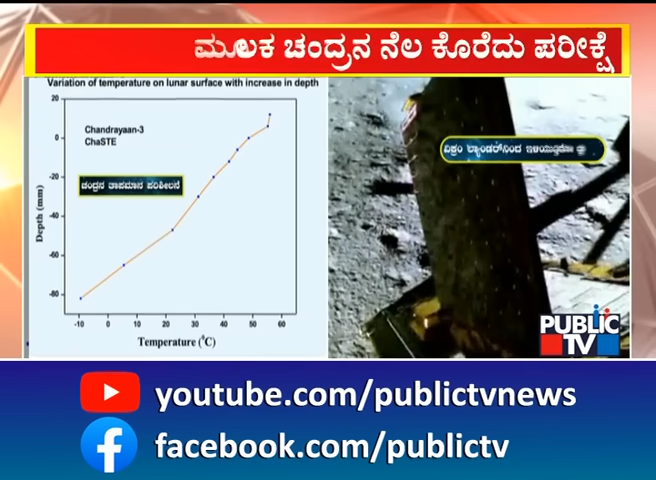 ಮೂಲಕ ಚಂದ್ರನ ನೆಲ ಕೊರೆದು ಪರೀಕ್ಷೆ
Variation of temperature on lunar surface with increase in depth
Chandrayaan-3
ChaSTE
ಚಂದ್ರನ ತಾಪಮಾನ ಪರಿಶೀಲನೆ
Depth (mm)
20
0
-20
-40
-60
-80
-10
0
10
20
30
40
50
60
Temperature (°C)
ವಿಕ್ರಂ ಲ್ಯಾಂಡರ್‌ನಿಂದ ಇಳಿಯುತ್ತಿರೋ
PUBLIC
TV
youtube.com/publictvnews
facebook.com/publictv